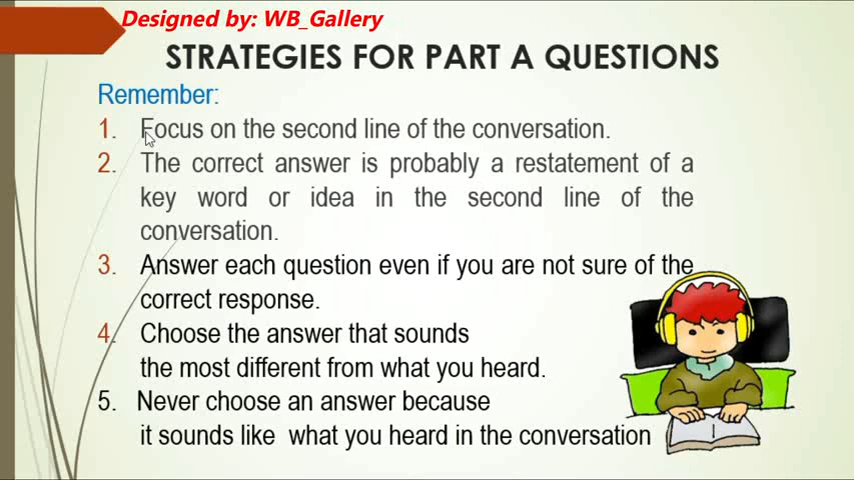 Designed by: WB_Gallery
STRATEGIES FOR PART A QUESTIONS
Remember:
1. Focus on the second line of the conversation.
2. The correct answer is probably a restatement of a
key word or idea in the second line of the
conversation.
3. Answer each question even if you are not sure of the
correct response.
4. Choose the answer that sounds
the most different from what you heard.
5. Never choose an answer because
it sounds like what you heard in the conversation